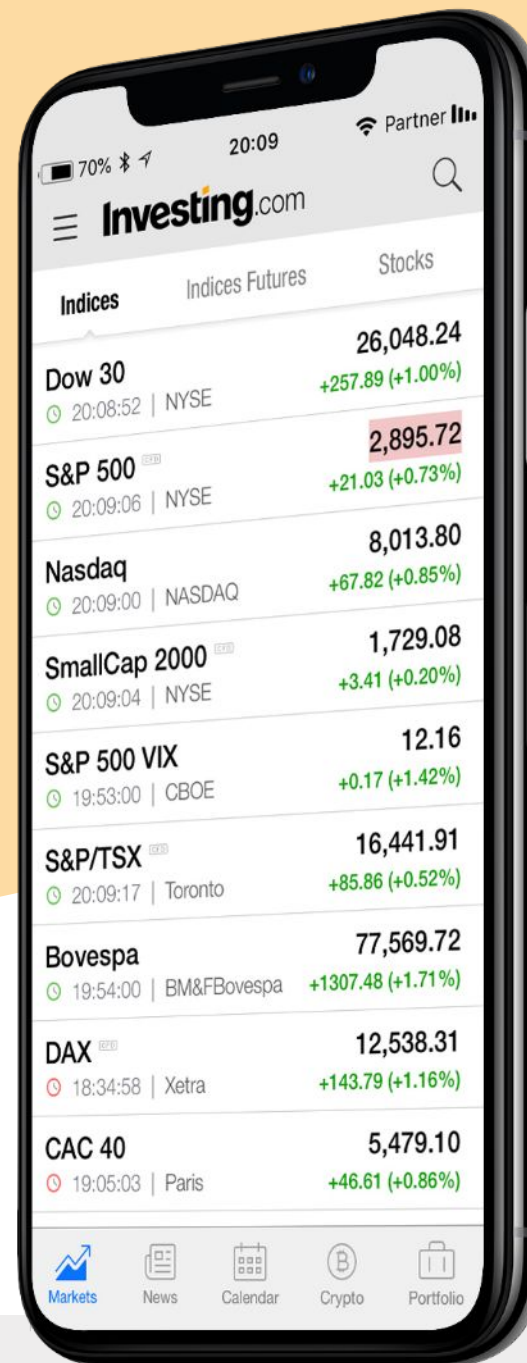 70%
20:09
Partner
Investing.com
Indices
Indices Futures
Stocks
Dow 30
26,048.24
20:08:52 | NYSE
+257.89 (+1.00%)
S&P 500 CFD
2,895.72
20:09:06 | NYSE
+21.03 (+0.73%)
Nasdaq
8,013.80
20:09:00 | NASDAQ
+67.82 (+0.85%)
SmallCap 2000 CFD
1,729.08
20:09:04 | NYSE
+3.41 (+0.20%)
S&P 500 VIX
12.16
19:53:00 | CBOE
+0.17 (+1.42%)
S&P/TSX CFD
16,441.91
20:09:17 | Toronto
+85.86 (+0.52%)
Bovespa
77,569.72
19:54:00 | BM&FBovespa
+1307.48 (+1.71%)
DAX CFD
12,538.31
18:34:58 | Xetra
+143.79 (+1.16%)
CAC 40
5,479.10
19:05:03 | Paris
+46.61 (+0.86%)
Markets
News
Calendar
Crypto
Portfolio